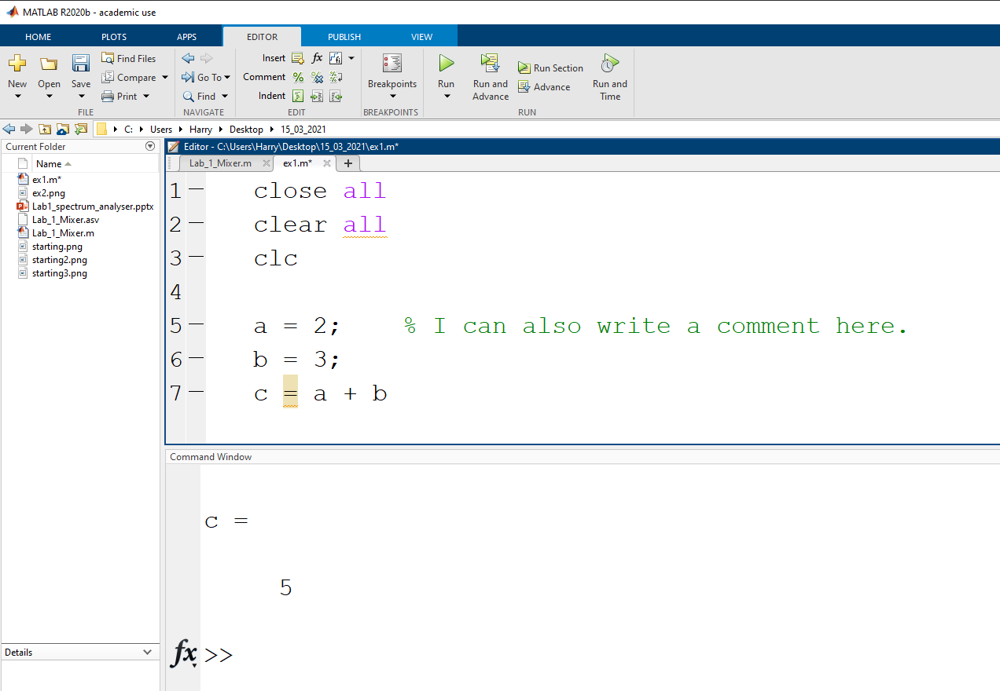 MATLAB R2020b - academic use
HOME PLOTS APPS EDITOR PUBLISH VIEW
New
Open
Save
Find Files
Compare
Print
FILE
Go To
Find
NAVIGATE
Insert fx
Comment % %
Indent
EDIT
Breakpoints
BREAKPOINTS
Run
Run and
Advance
Run Section
Advance
Run and
Time
RUN
C: Users Harry Desktop 15_03_2021
Current Folder
Name
ex1.m*
ex2.png
Lab1_spectrum_analyser.pptx
Lab_1_Mixer.asv
Lab_1_Mixer.m
starting.png
starting2.png
starting3.png
Details
Editor - C:\Users\Harry\Desktop\15_03_2021\ex1.m*
Lab_1_Mixer.m ex1.m* +
1 — close all
2 — clear all
3 — clc
4
5 — a = 2; % I can also write a comment here.
6 — b = 3;
7 — c = a + b
Command Window
c =
5
fx >>